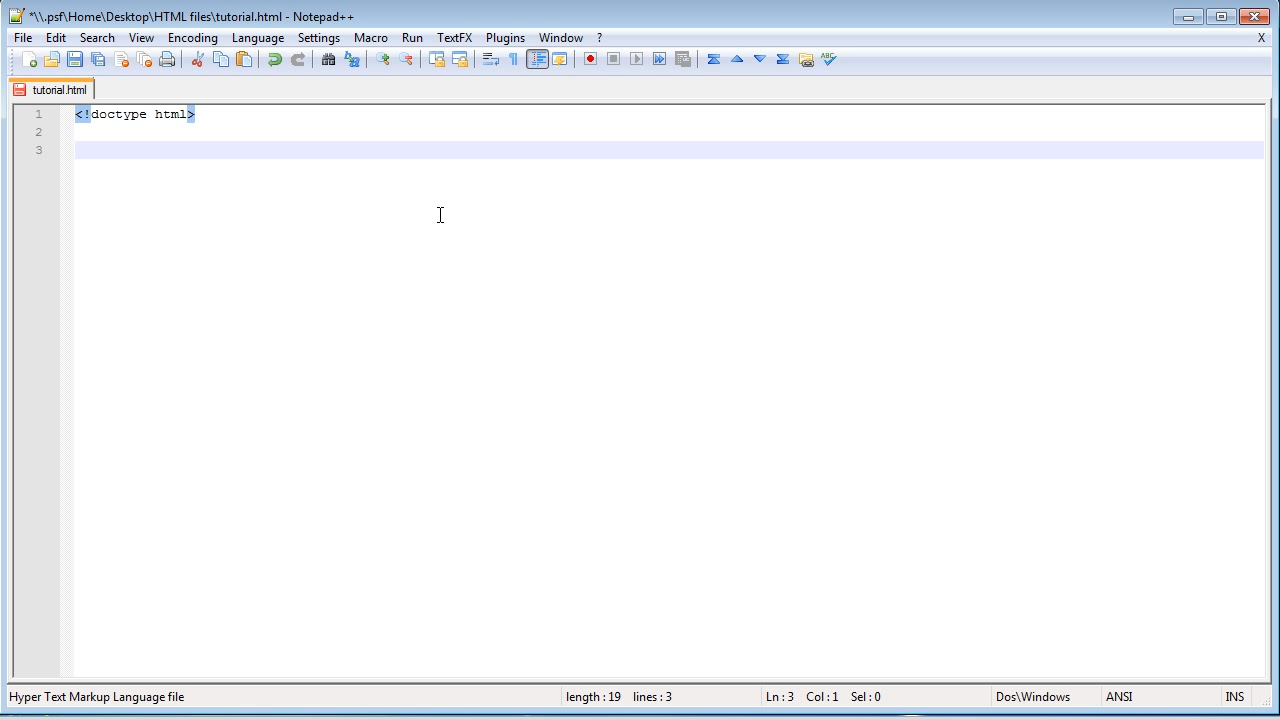 *\\.psf\Home\Desktop\HTML files\tutorial.html - Notepad++
File Edit Search View Encoding Language Settings Macro Run TextFX Plugins Window ? X
tutorial.html
1 <!doctype html>
2
3
Hyper Text Markup Language file length : 19 lines : 3 Ln : 3 Col : 1 Sel : 0 Dos\Windows ANSI INS